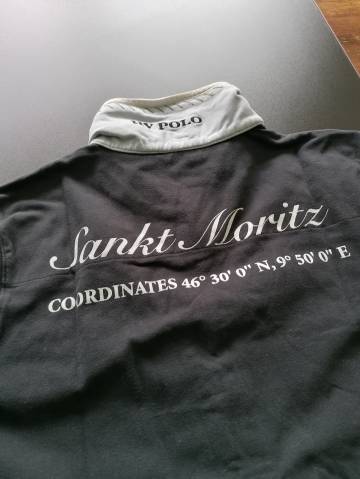 POLO
Sankt Moritz
COORDINATES 46° 30' 0" N, 9° 50' 0" E